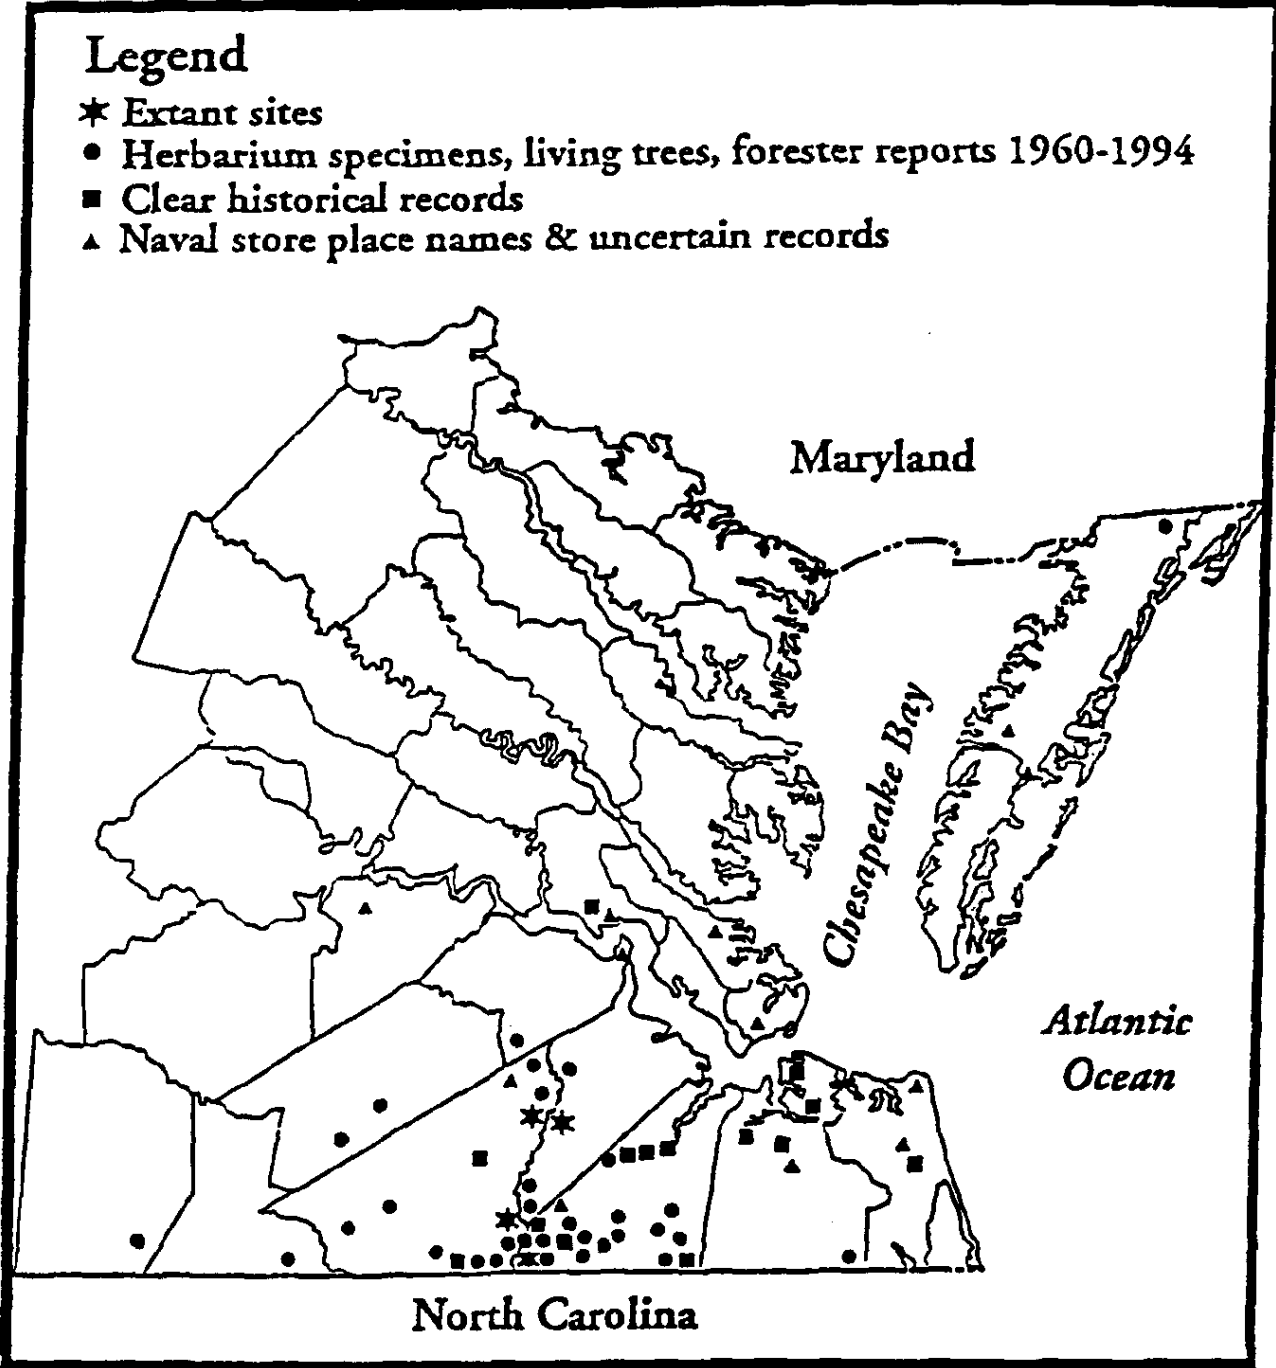 Legend
Extant sites
Herbarium specimens, living trees, forester reports 1960-1994
Clear historical records
Naval store place names & uncertain records
Maryland
Chesapeake Bay
Atlantic
Ocean
North Carolina